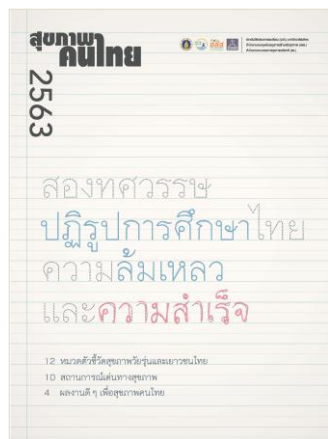 สุขภาพ
คนไทย
2563
สองทศวรรษ
ปฏิรูปการศึกษาไทย
ความล้มเหลว
และความสำเร็จ
12 หมวดตัวชี้วัดสุขภาพวัยรุ่นและเยาวชนไทย
10 สถานการณ์เด่นทางสุขภาพ
4 ผลงานดี ๆ เพื่อสุขภาพคนไทย